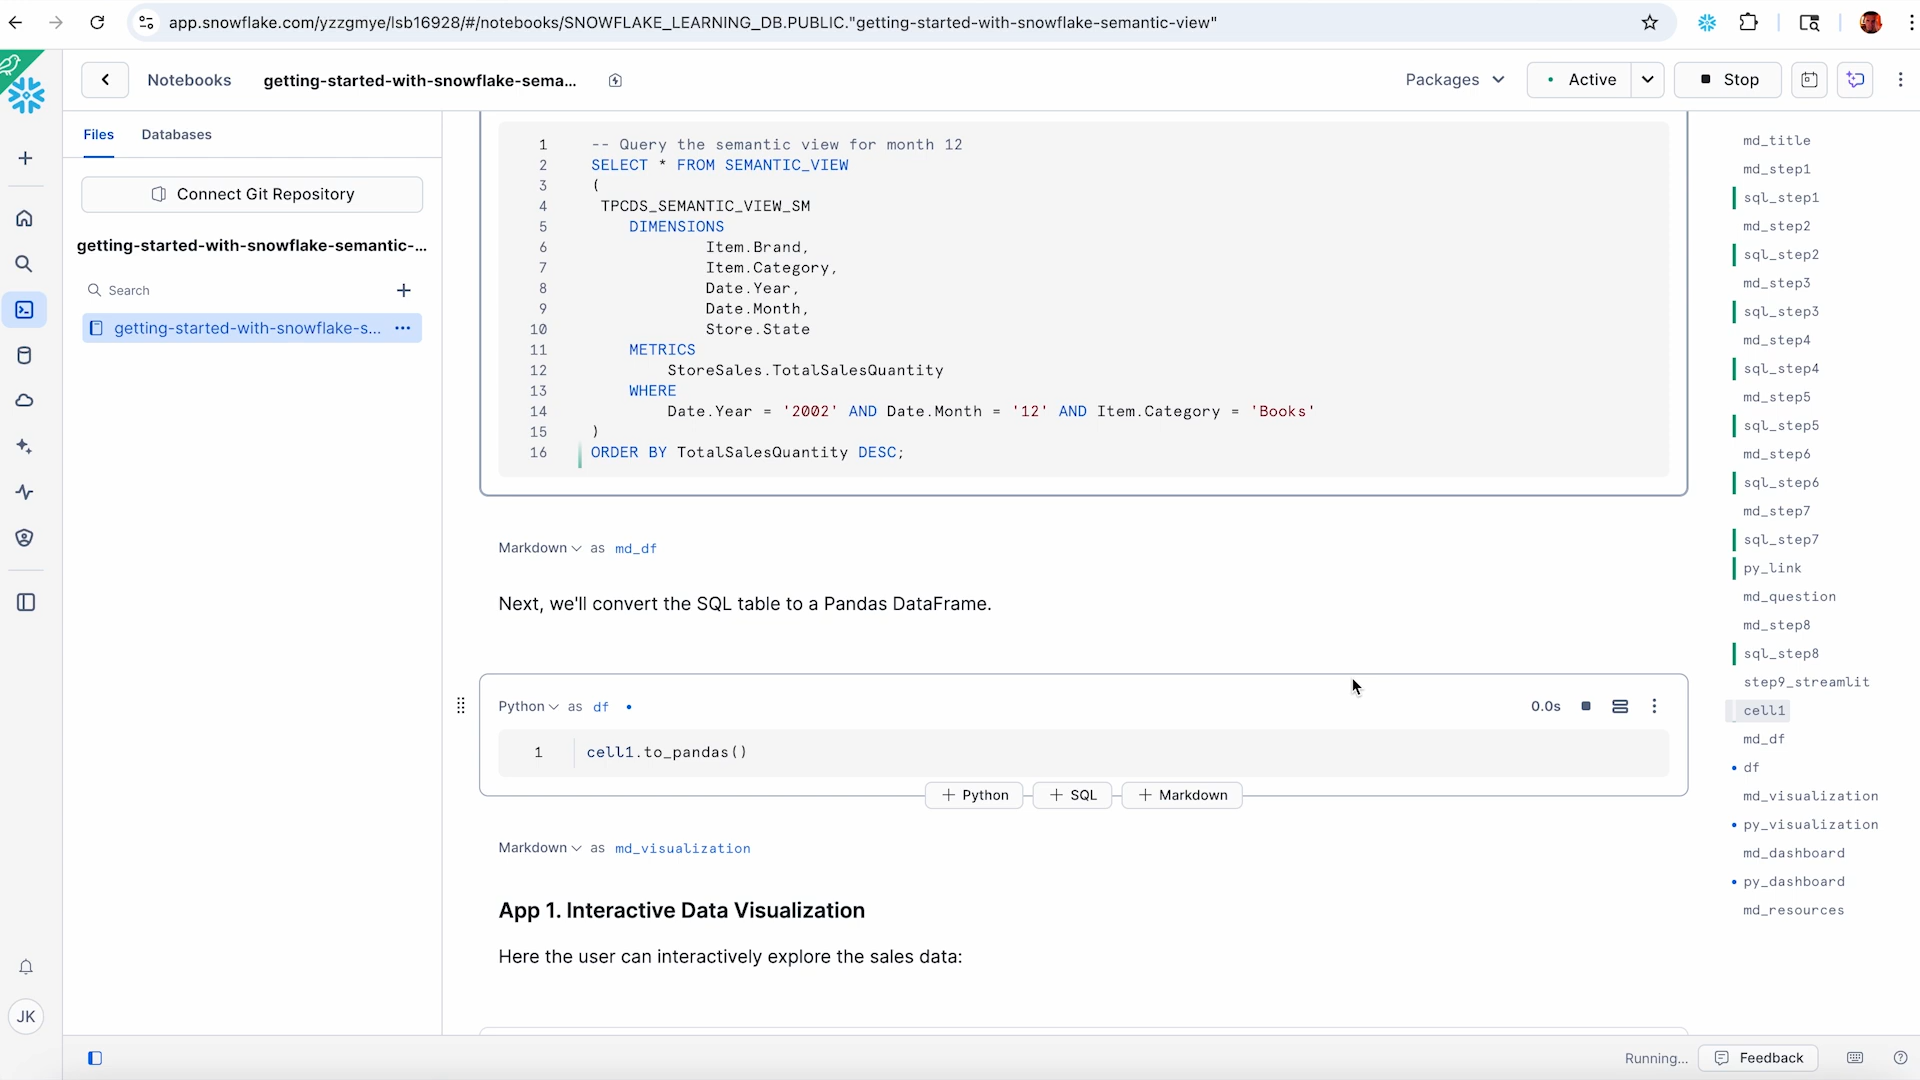 app.snowflake.com/yzzgmye/lsb16928/#/notebooks/SNOWFLAKE_LEARNING_DB.PUBLIC."getting-started-with-snowflake-semantic-view"
Notebooks
getting-started-with-snowflake-sema...
Packages
Active
Stop
Files
Databases
Connect Git Repository
getting-started-with-snowflake-semantic-...
Search
getting-started-with-snowflake-s...
JK
1 -- Query the semantic view for month 12
2 SELECT * FROM SEMANTIC_VIEW
3 (
4 TPCDS_SEMANTIC_VIEW_SM
5 DIMENSIONS
6 Item.Brand,
7 Item.Category,
8 Date.Year,
9 Date.Month,
10 Store.State
11 METRICS
12 StoreSales.TotalSalesQuantity
13 WHERE
14 Date.Year = '2002' AND Date.Month = '12' AND Item.Category = 'Books'
15 )
16 ORDER BY TotalSalesQuantity DESC;
Markdown as md_df
Next, we'll convert the SQL table to a Pandas DataFrame.
Python as df
0.0s
1 cell1.to_pandas()
+ Python
+ SQL
+ Markdown
Markdown as md_visualization
App 1. Interactive Data Visualization
Here the user can interactively explore the sales data:
md_title
md_step1
sql_step1
md_step2
sql_step2
md_step3
sql_step3
md_step4
sql_step4
md_step5
sql_step5
md_step6
sql_step6
md_step7
sql_step7
py_link
md_question
md_step8
sql_step8
step9_streamlit
cell1
md_df
df
md_visualization
py_visualization
md_dashboard
py_dashboard
md_resources
Running...
Feedback